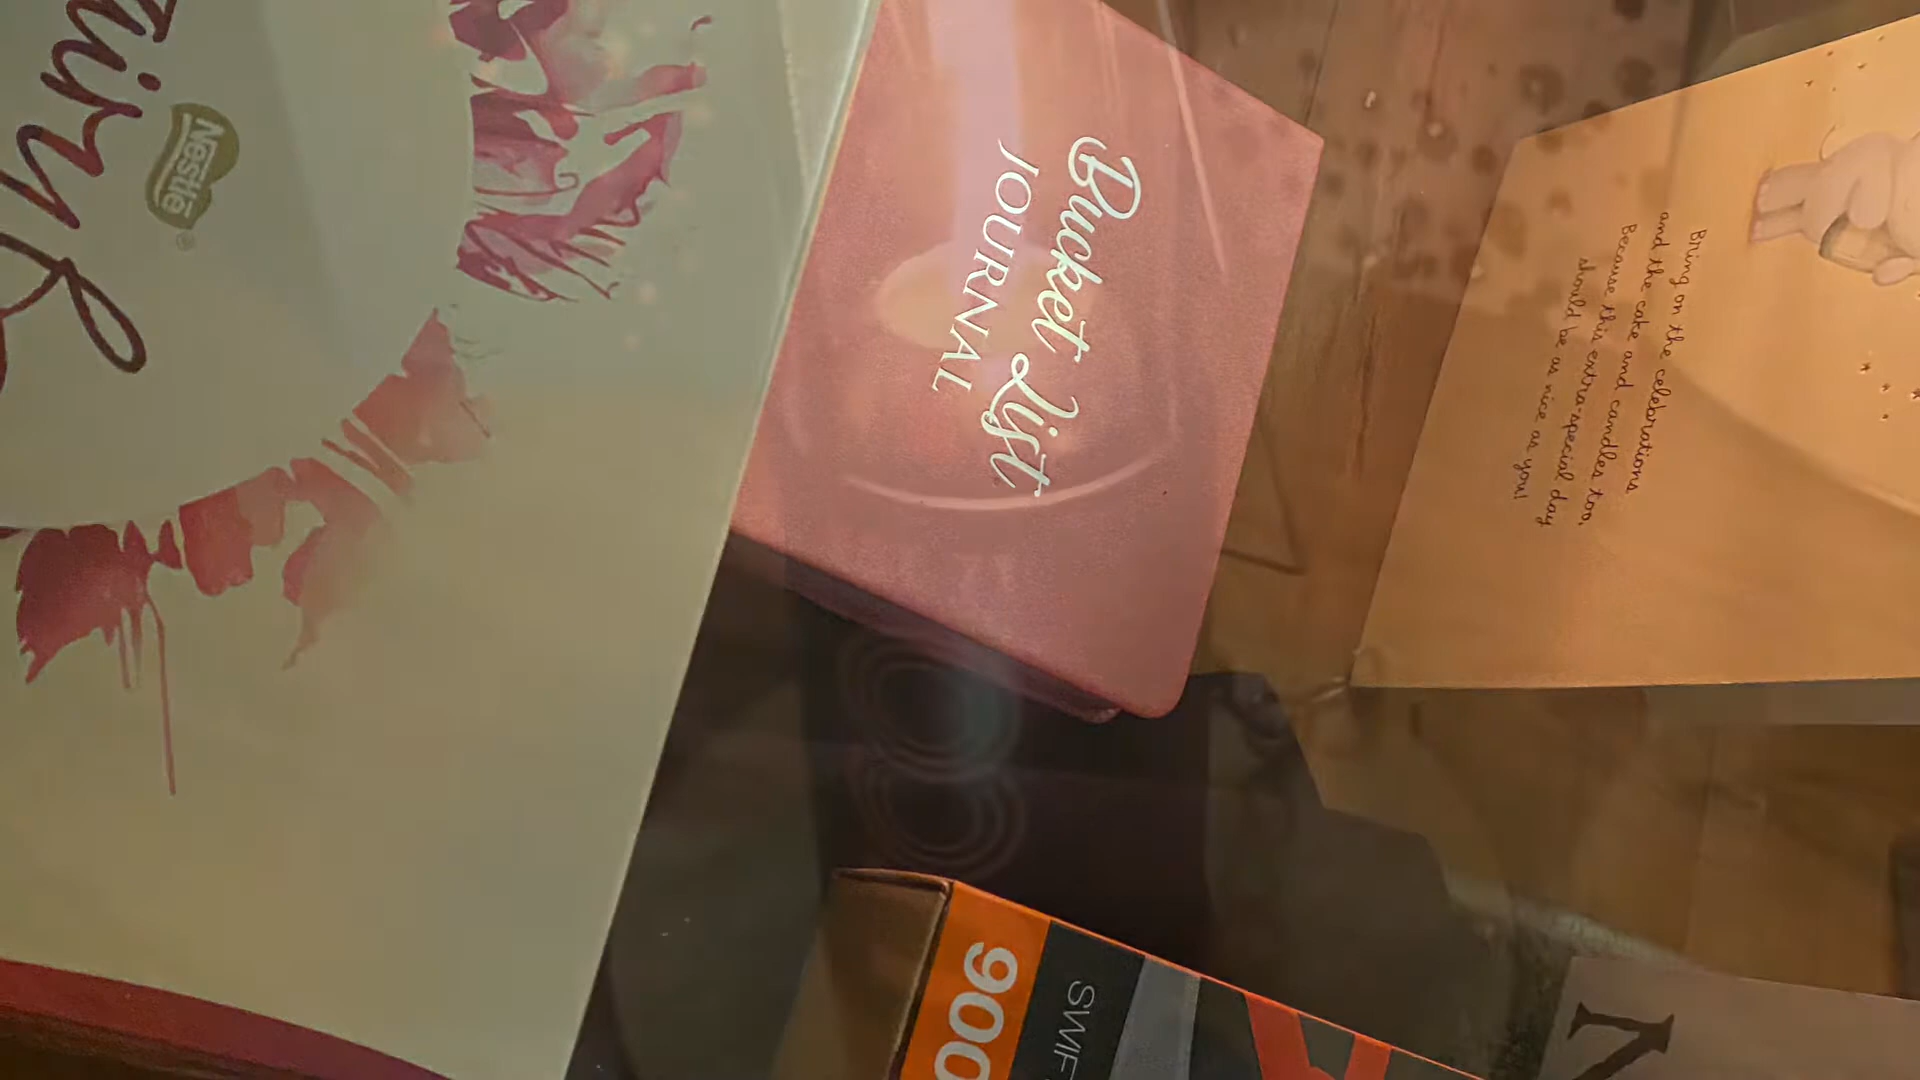 Nestlé®
Bucket List
JOURNAL
Bring on the celebrations
and the cake and candles too,
Because this extra-special day
should be as nice as you!
900
N